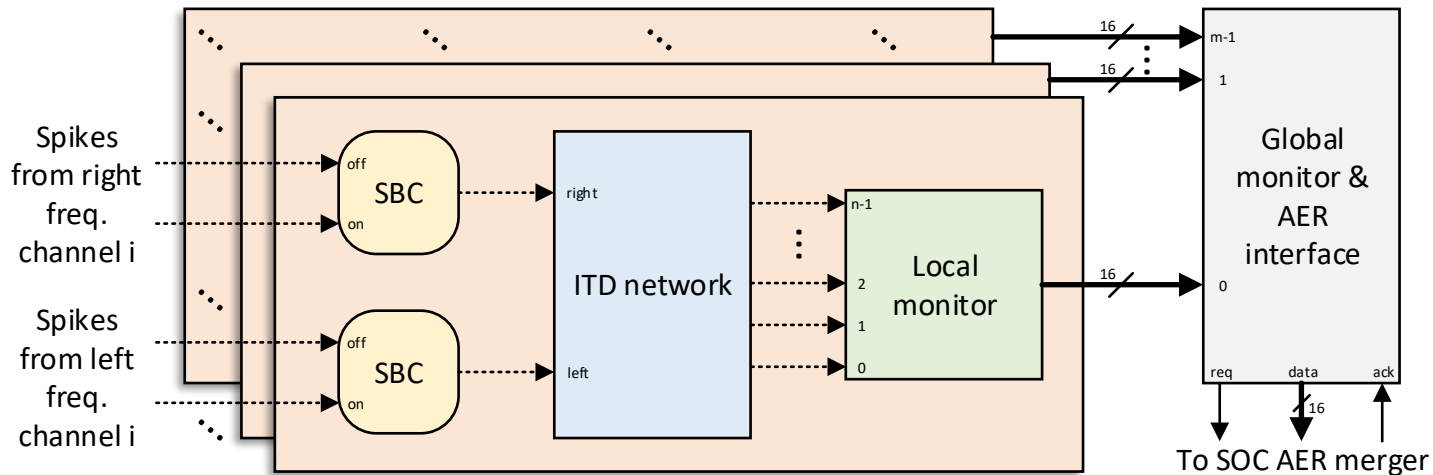 16
m-1
16
1
Spikes
from right
freq.
channel i
off
SBC
on
right
n-1
Global
monitor &
AER
interface
ITD network
2
Local
monitor
16
0
1
Spikes
from left
freq.
channel i
off
SBC
on
left
0
req data ack
16
To SOC AER merger